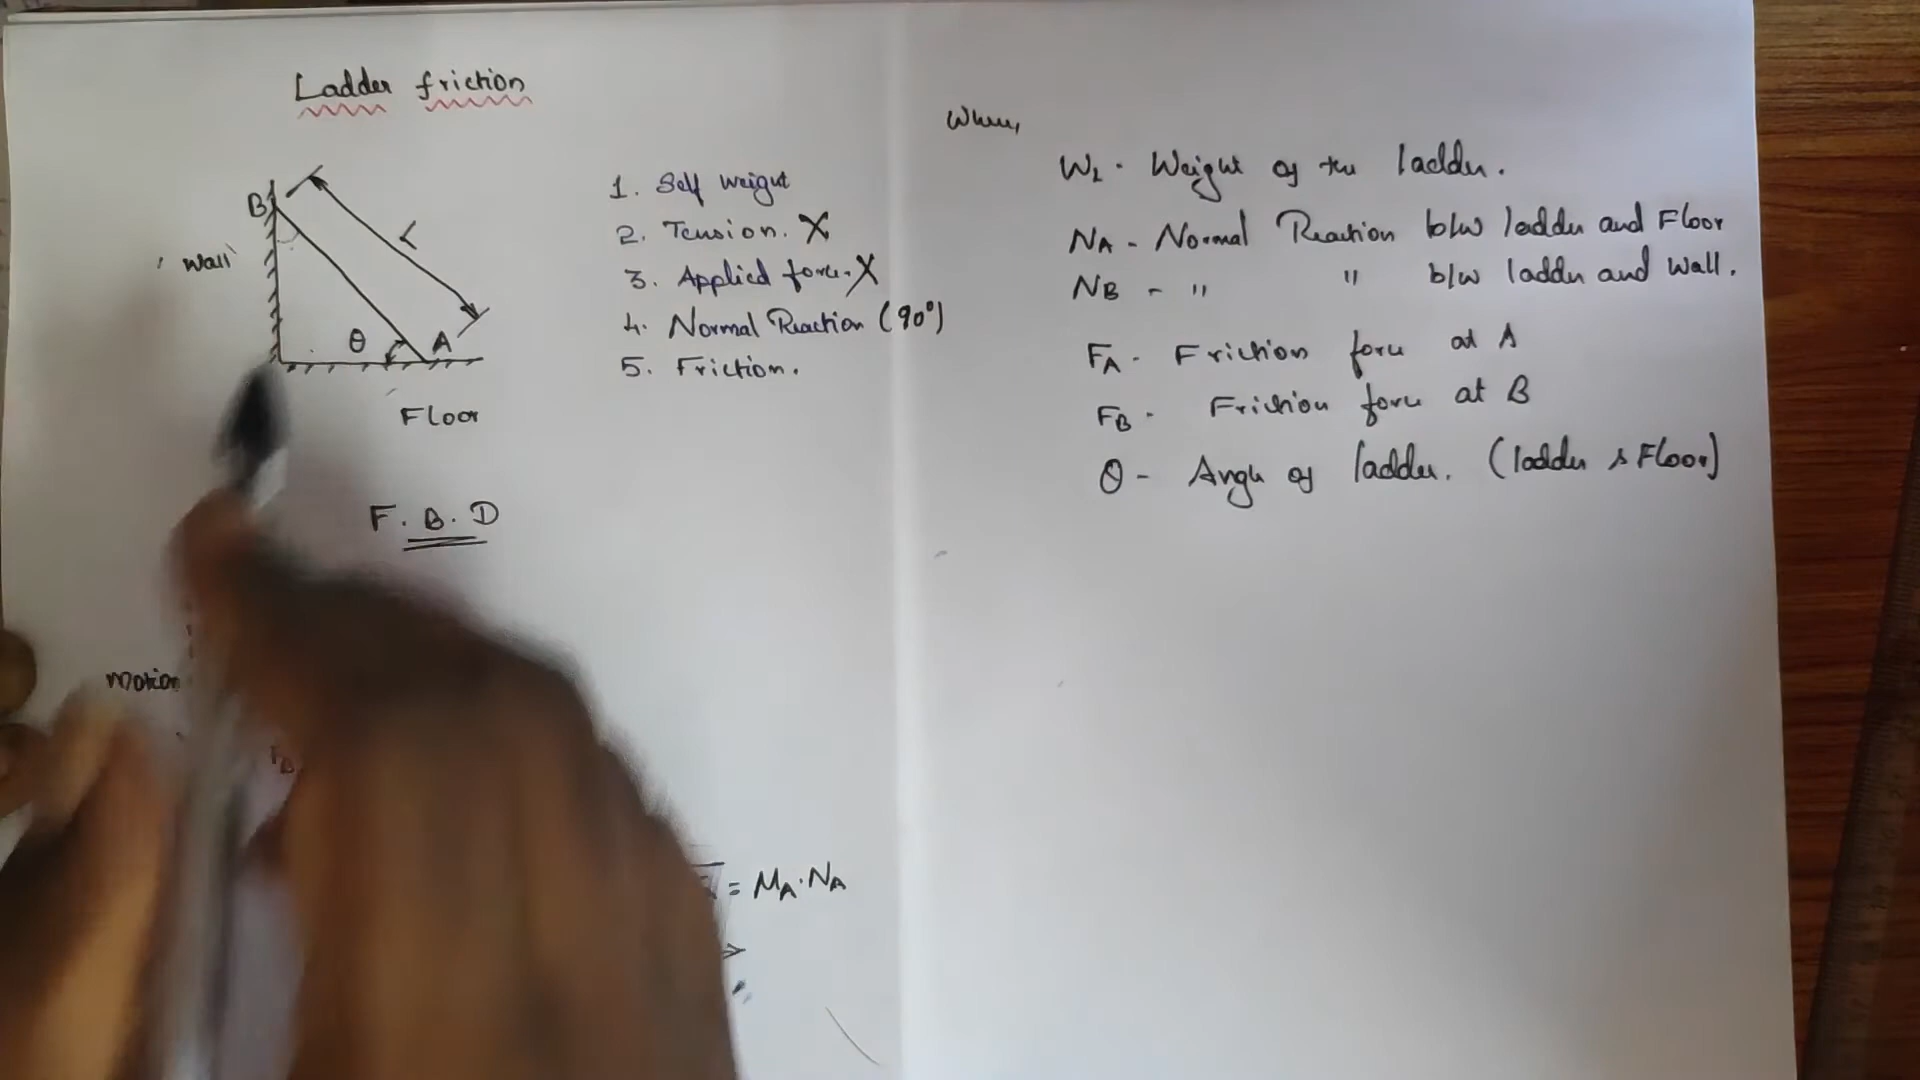 Ladder friction
B
L
Wall
θ
A
Floor
1. Self weight
2. Tension. X
3. Applied force. X
4. Normal Reaction (90°)
5. Friction.
F.B.D
Motion
= MA.NA
Where,
WL - Weight of the ladder.
NA - Normal Reaction b/w ladder and Floor
NB - " " b/w ladder and wall.
FA - Friction force at A
FB - Friction force at B
θ - Angle of ladder. (ladder & Floor)